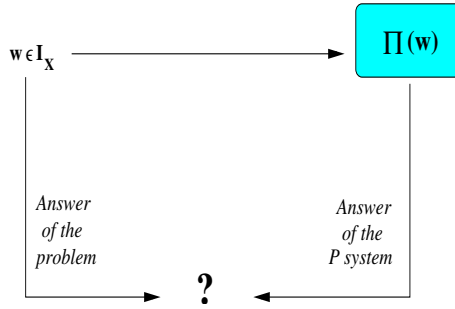 w ϵ I_X
∏ (w)
Answer
of the
problem
Answer
of the
P system
?